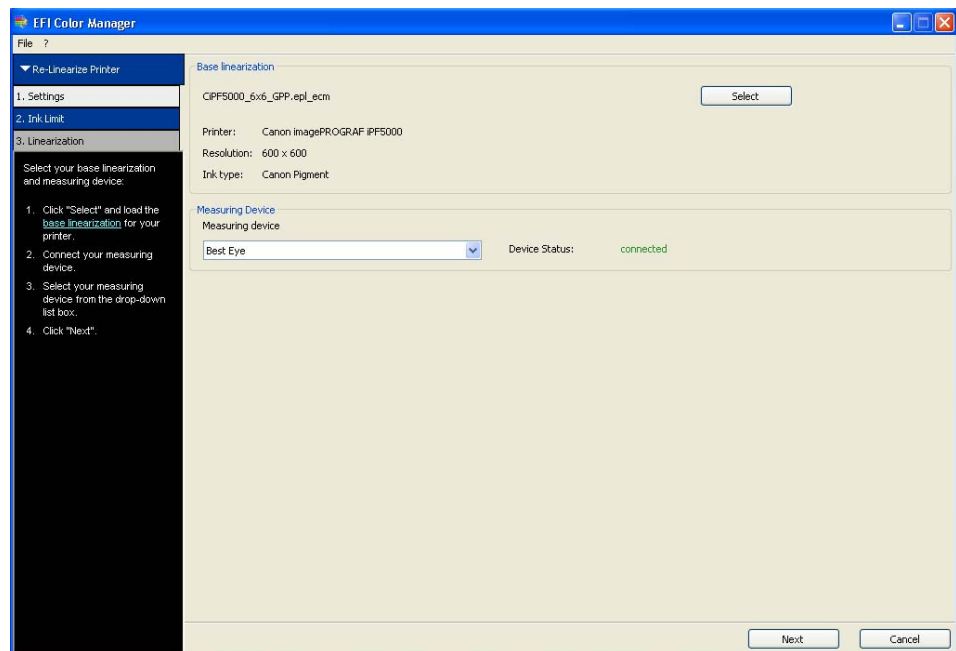 EFI Color Manager
File ?
Re-Linearize Printer
1. Settings
2. Ink Limit
3. Linearization
Select your base linearization
and measuring device:
1. Click "Select" and load the
base linearization for your
printer.
2. Connect your measuring
device.
3. Select your measuring
device from the drop-down
list box.
4. Click "Next".
Base linearization
CiPF5000_6x6_GPP.epl_ecm
Select
Printer: Canon imagePROGRAF iPF5000
Resolution: 600 x 600
Ink type: Canon Pigment
Measuring Device
Measuring device
Best Eye
Device Status: connected
Next
Cancel